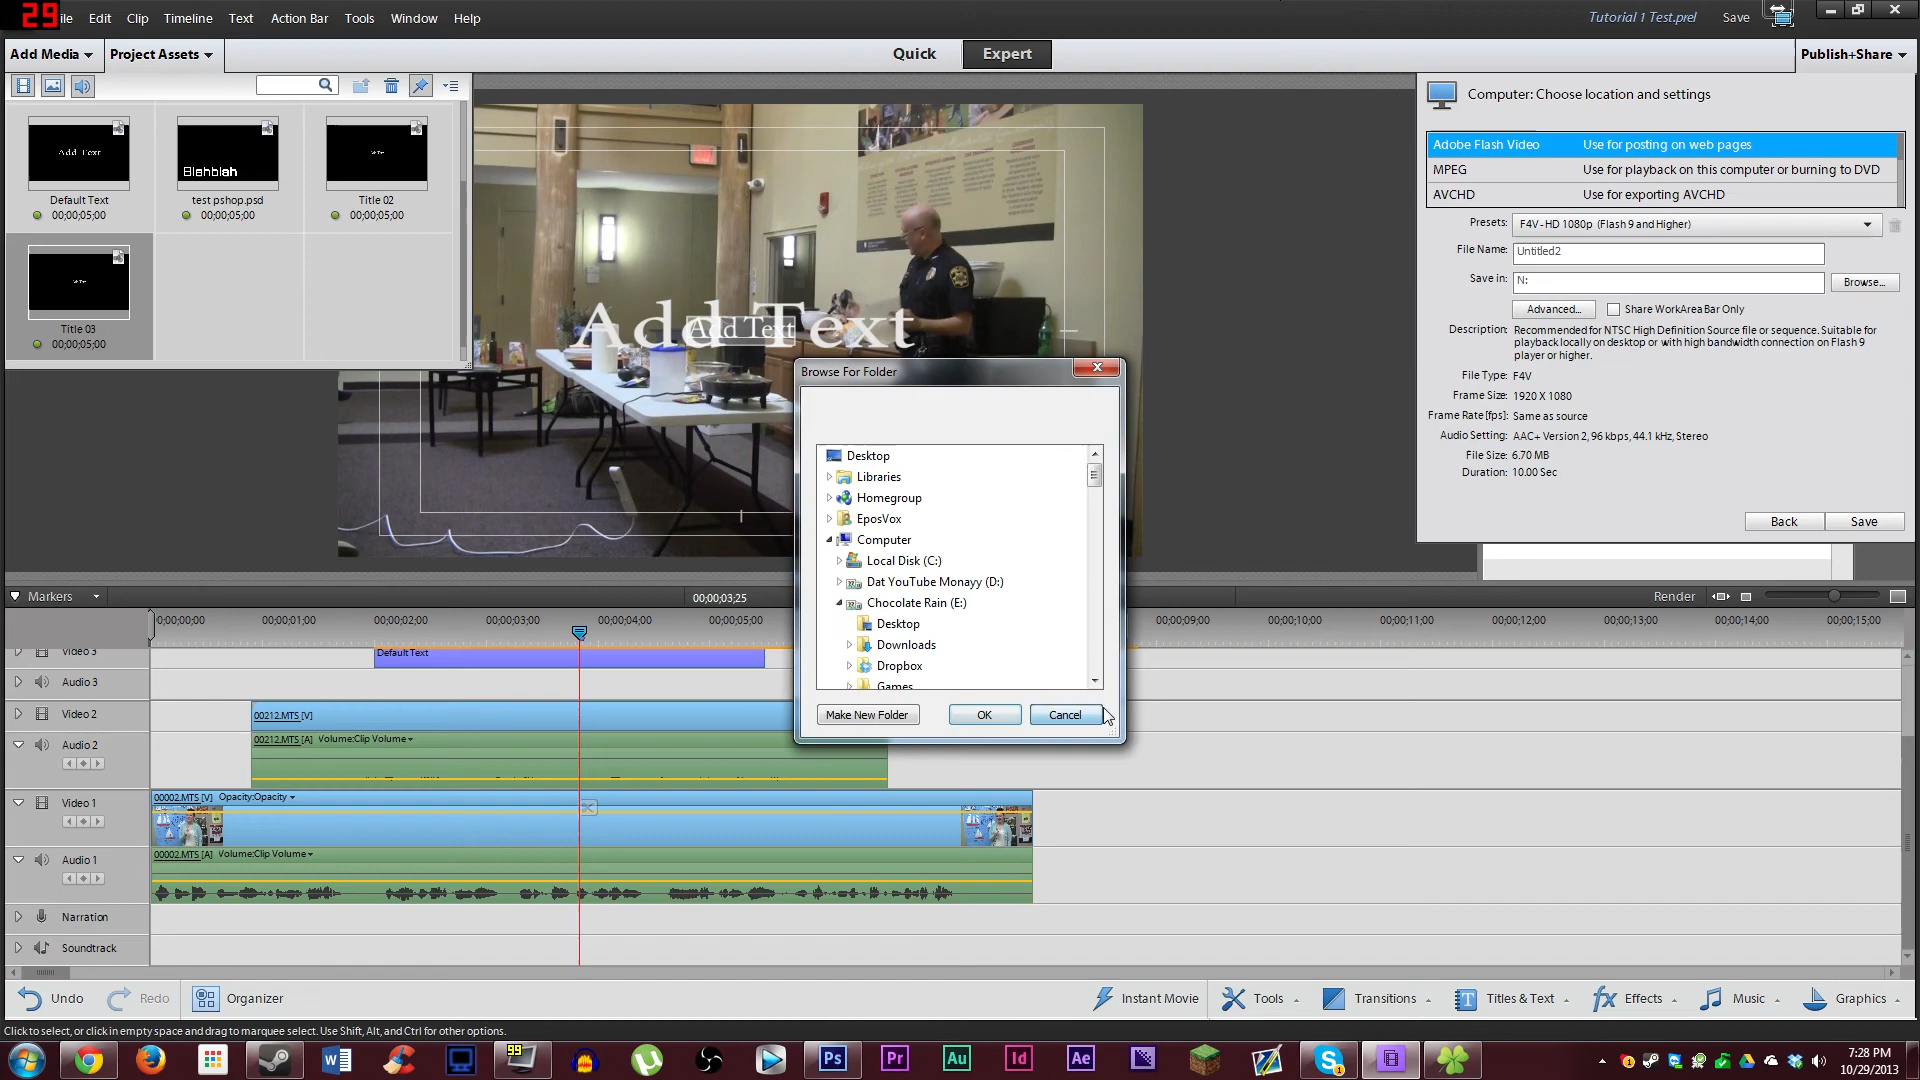 29
ile Edit Clip Timeline Text Action Bar Tools Window Help
Tutorial 1 Test.prel Save
Add Media Project Assets
Quick Expert
Publish+Share
Add Text
Default Text
00;00;05;00
Blahblah
test pshop.psd
00;00;05;00
Title 02
00;00;05;00
Title 03
00;00;05;00
Add Text
Add Text
Computer: Choose location and settings
Adobe Flash Video Use for posting on web pages
MPEG Use for playback on this computer or burning to DVD
AVCHD Use for exporting AVCHD
Presets: F4V - HD 1080p (Flash 9 and Higher)
File Name: Untitled2
Save in: N: Browse...
Advanced... Share WorkArea Bar Only
Description: Recommended for NTSC High Definition Source file or sequence. Suitable for
playback locally on desktop or with high bandwidth connection on Flash 9
player or higher.
File Type: F4V
Frame Size: 1920 X 1080
Frame Rate [fps]: Same as source
Audio Setting: AAC+ Version 2, 96 kbps, 44.1 kHz, Stereo
File Size: 6.70 MB
Duration: 10.00 Sec
Back Save
Browse For Folder
Desktop
Libraries
Homegroup
EposVox
Computer
Local Disk (C:)
Dat YouTube Monayy (D:)
Chocolate Rain (E:)
Desktop
Downloads
Dropbox
Games
Make New Folder OK Cancel
Markers 00;00;03;25 Render
0;00;00;00 00;00;01;00 00;00;02;00 00;00;03;00 00;00;04;00 00;00;05;00 00;00;09;00 00;00;10;00 00;00;11;00 00;00;12;00 00;00;13;00 00;00;14;00 00;00;15;00
Video 3 Default Text
Audio 3
Video 2 00212.MTS [V]
Audio 2 00212.MTS [A] Volume:Clip Volume
Video 1 00002.MTS [V] Opacity:Opacity
Audio 1 00002.MTS [A] Volume:Clip Volume
Narration
Soundtrack
Undo Redo Organizer Instant Movie Tools Transitions Titles & Text fx Effects Music Graphics
Click to select, or click in empty space and drag to marquee select. Use Shift, Alt, and Ctrl for other options.
99 Ps Pr Au Id Ae
7:28 PM
10/29/2013